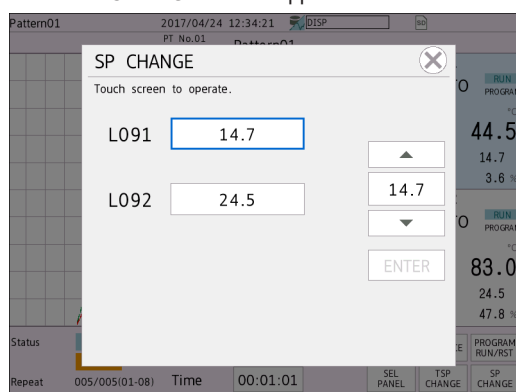 Pattern01 2017/04/24 12:34:21 DISP SD
PT No.01
SP CHANGE
Touch screen to operate.
L091 14.7
L092 24.5
14.7
ENTER
RUN
44.5
14.7
3.6 %
RUN
83.0
24.5
47.8 %
Status
PROGRAM
RUN/RST
Repeat 005/005(01-08) Time 00:01:01
SEL
PANEL
TSP
CHANGE
SP
CHANGE